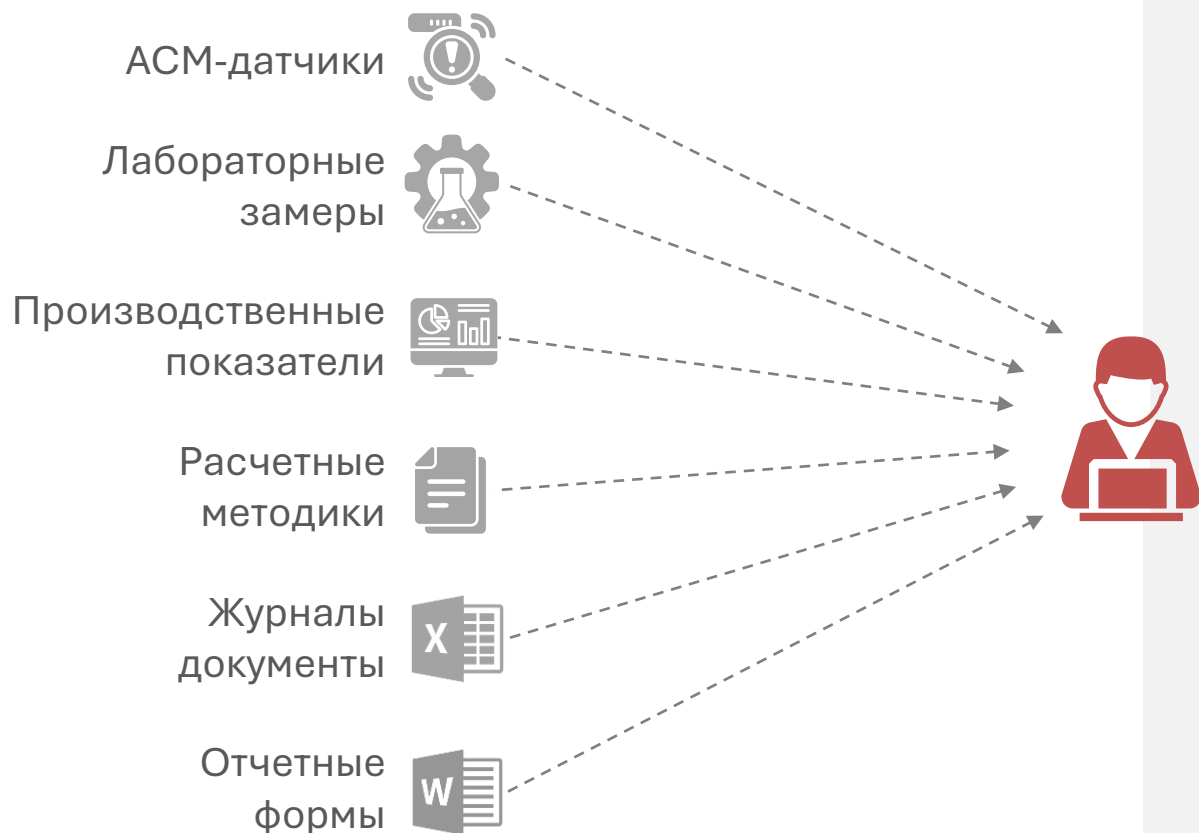 АСМ-датчики
Лабораторные
замеры
Производственные
показатели
Расчетные
методики
Журналы
документы
X
Отчетные
формы
W